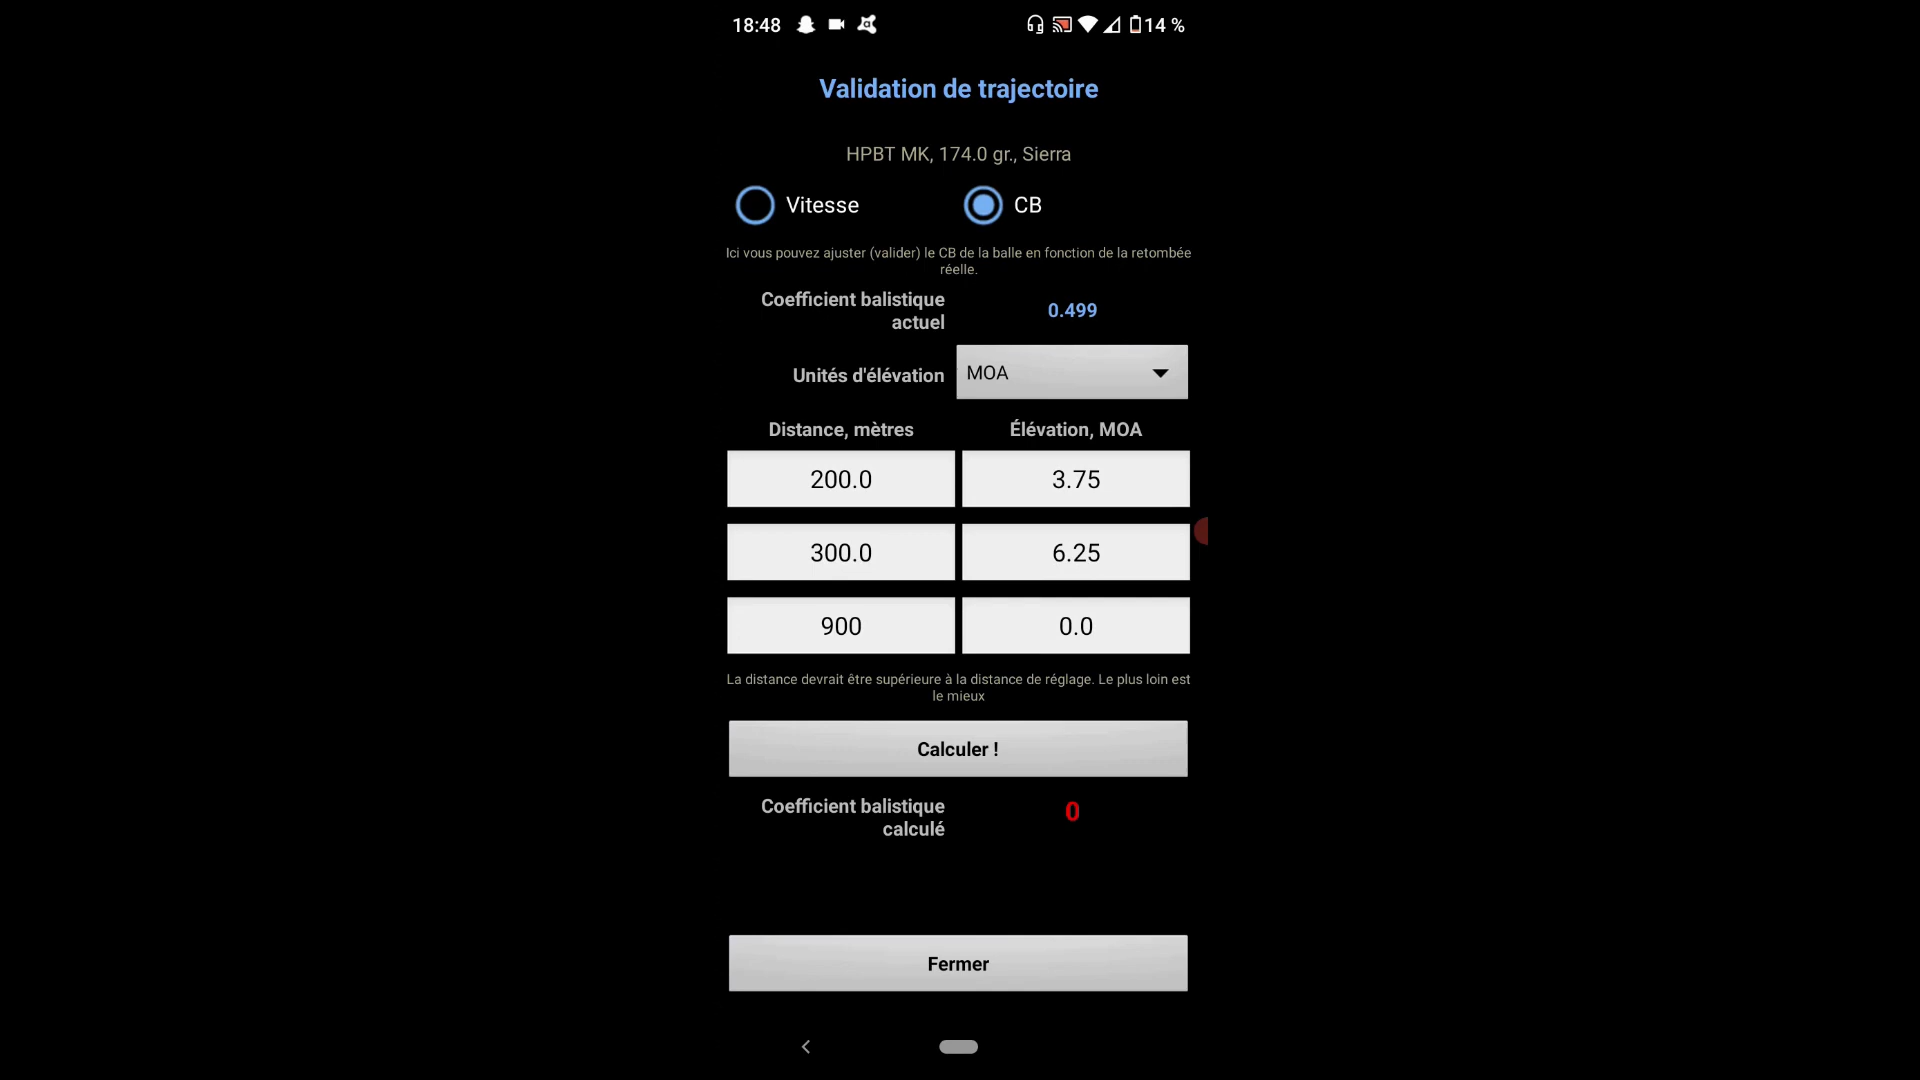 18:48 14 %
Validation de trajectoire
HPBT MK, 174.0 gr., Sierra
Vitesse CB
Ici vous pouvez ajuster (valider) le CB de la balle en fonction de la retombée
réelle.
Coefficient balistique
actuel 0.499
Unités d'élévation MOA
Distance, mètres Élévation, MOA
200.0 3.75
300.0 6.25
900 0.0
La distance devrait être supérieure à la distance de réglage. Le plus loin est
le mieux
Calculer !
Coefficient balistique
calculé 0
Fermer